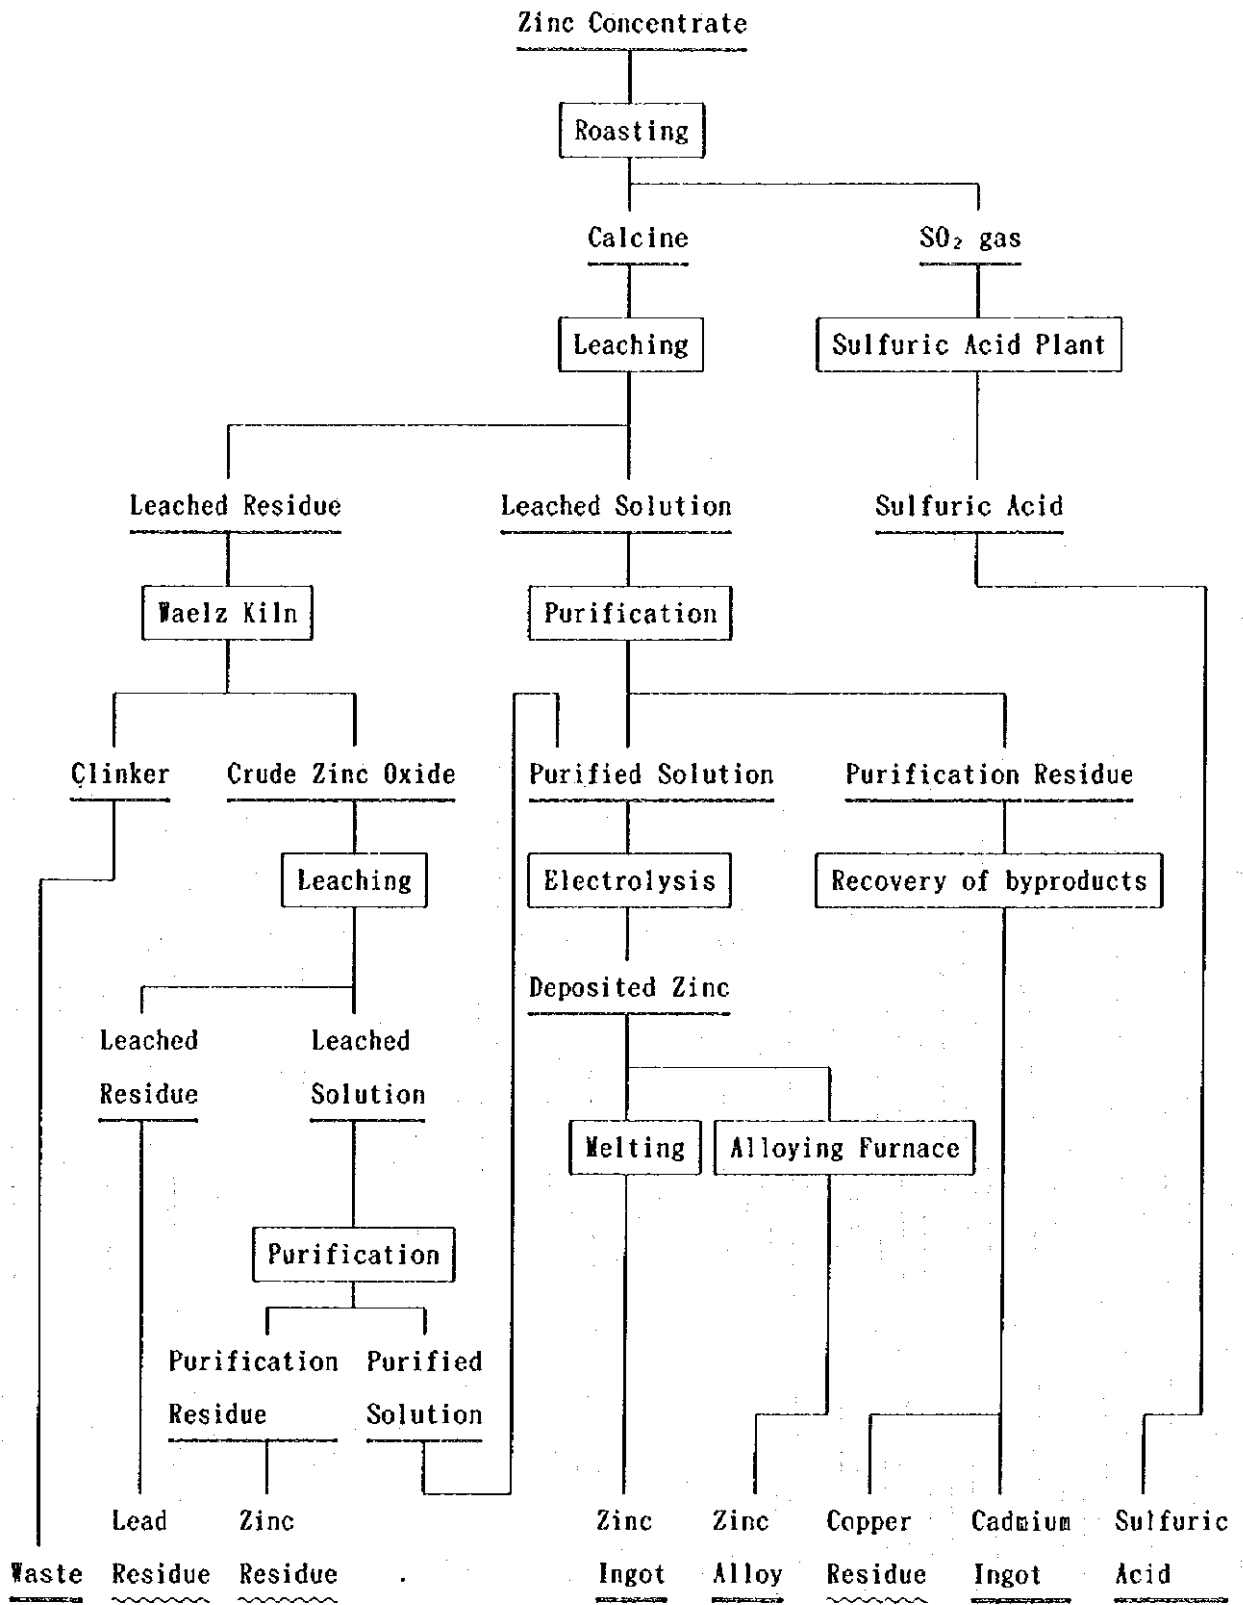 Zinc Concentrate
Roasting
Calcine
SO₂ gas
Leaching
Sulfuric Acid Plant
Leached Residue
Leached Solution
Sulfuric Acid
Waelz Kiln
Purification
Clinker
Crude Zinc Oxide
Purified Solution
Purification Residue
Leaching
Electrolysis
Recovery of byproducts
Deposited Zinc
Leached
Residue
Leached
Solution
Melting
Alloying Furnace
Purification
Purification
Residue
Purified
Solution
Waste
Lead
Residue
Zinc
Residue
Zinc
Ingot
Zinc
Alloy
Copper
Residue
Cadmium
Ingot
Sulfuric
Acid